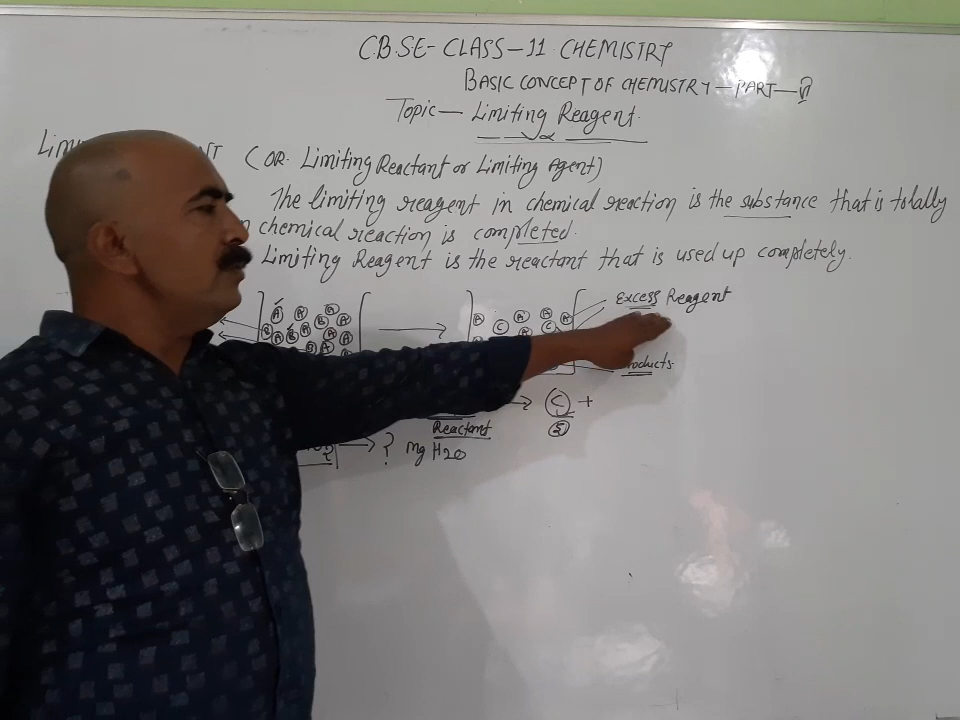 C.B.SE-CLASS-11 CHEMISTRY
BASIC CONCEPT OF CHEMISTRY-PART-
Topic- Limiting Reagent.
(OR. Limiting Reactant or Limiting Agent)
The limiting reagent in chemical reaction is the substance that is totally
chemical reaction is completed.
Limiting Reagent is the reactant that is used up completely.
Excess Reagent
A A A
B A B A A A
B A
A C A C A
A
→
Products
→ C +
Reactant
→ ? mg H2O